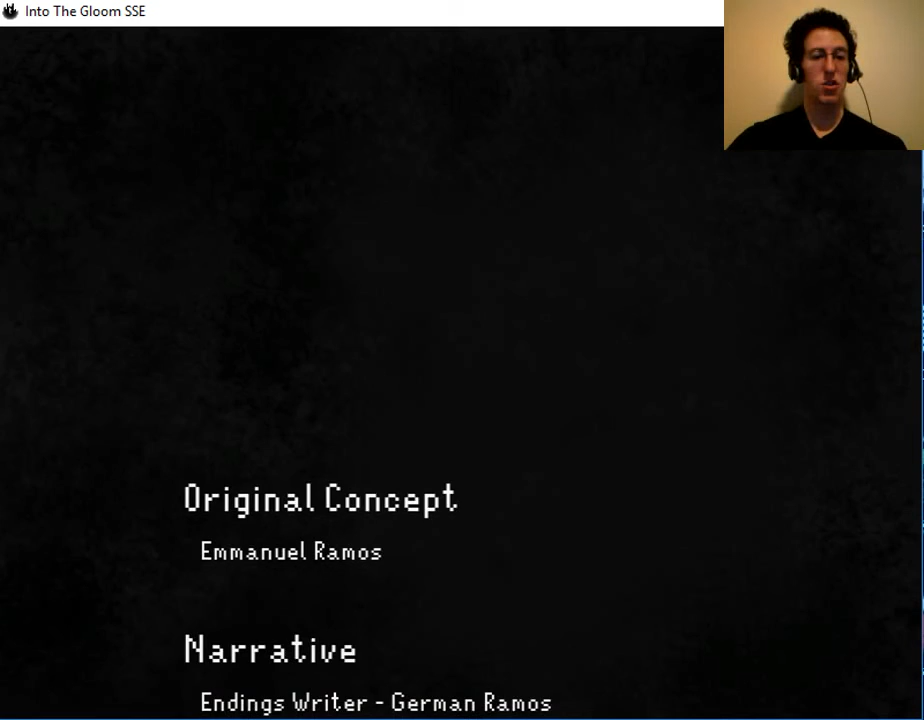 Into The Gloom SSE
Original Concept
Emmanuel Ramos
Narrative
Endings Writer - German Ramos